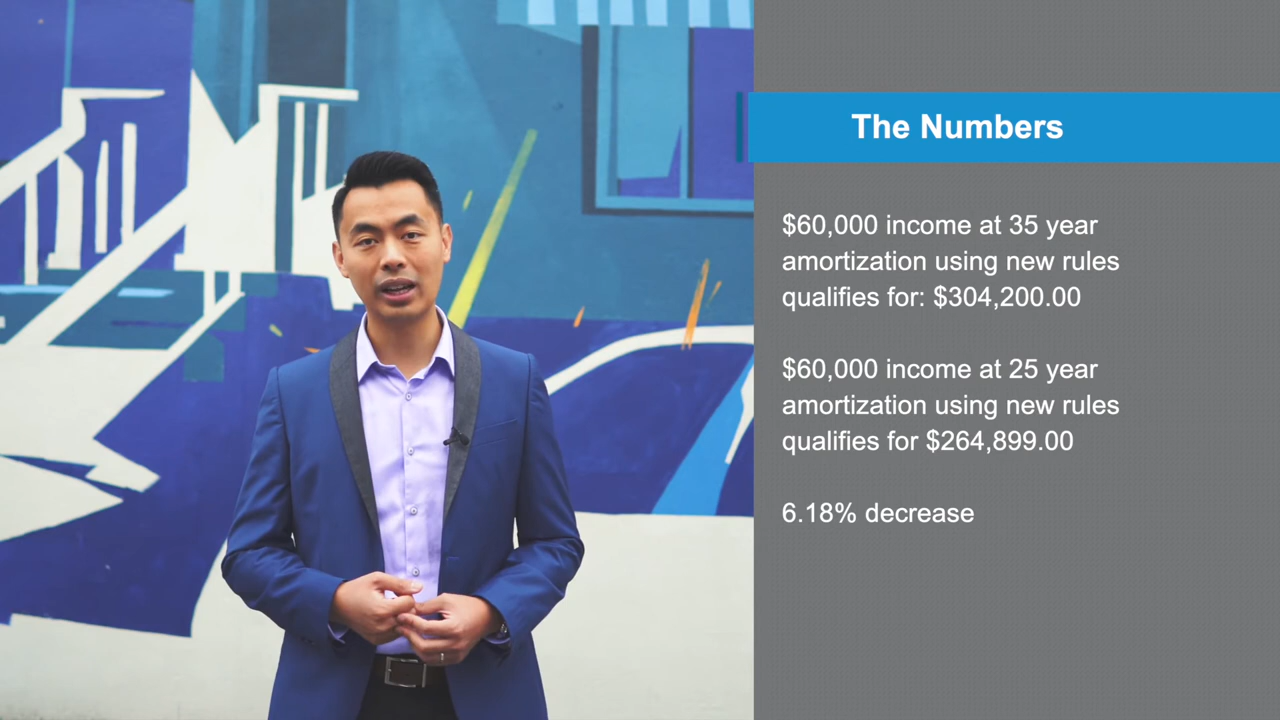 The Numbers
$60,000 income at 35 year
amortization using new rules
qualifies for: $304,200.00
$60,000 income at 25 year
amortization using new rules
qualifies for $264,899.00
6.18% decrease